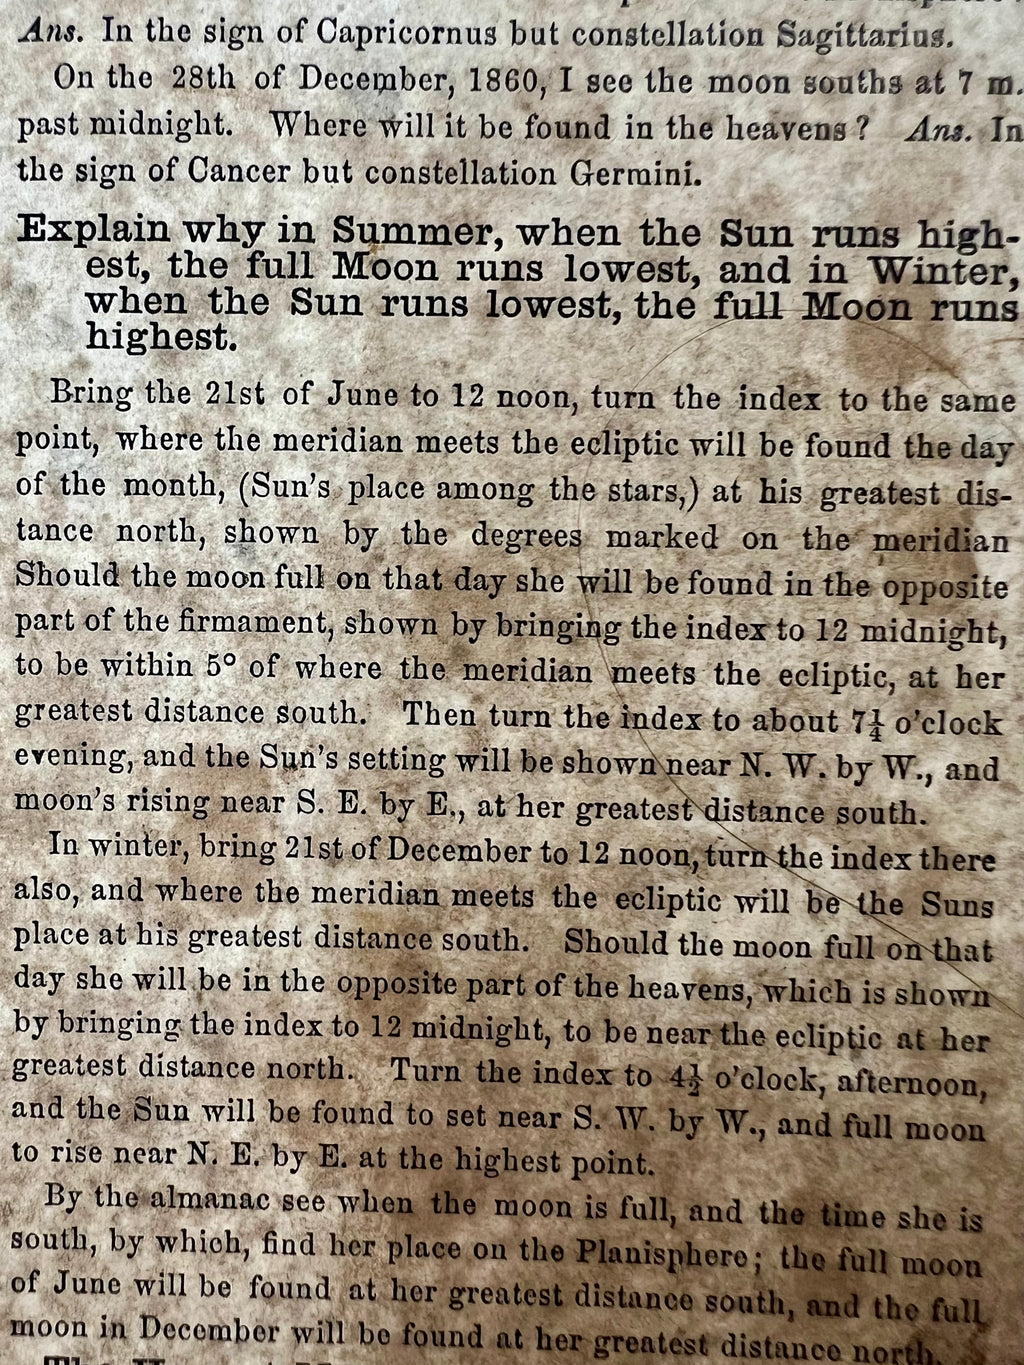 Ans. In the sign of Capricornus but constellation Sagittarius.
On the 28th of December, 1860, I see the moon souths at 7 m.
past midnight. Where will it be found in the heavens? Ans. In
the sign of Cancer but constellation Germini.
Explain why in Summer, when the Sun runs high-
est, the full Moon runs lowest, and in Winter,
when the Sun runs lowest, the full Moon runs
highest.
Bring the 21st of June to 12 noon, turn the index to the same
point, where the meridian meets the ecliptic will be found the day
of the month, (Sun's place among the stars,) at his greatest dis-
tance north, shown by the degrees marked on the meridian
Should the moon full on that day she will be found in the opposite
part of the firmament, shown by bringing the index to 12 midnight,
to be within 5° of where the meridian meets the ecliptic, at her
greatest distance south. Then turn the index to about 7¼ o'clock
evening, and the Sun's setting will be shown near N. W. by W., and
moon's rising near S. E. by E., at her greatest distance south.
In winter, bring 21st of December to 12 noon, turn the index there
also, and where the meridian meets the ecliptic will be the Suns
place at his greatest distance south. Should the moon full on that
day she will be in the opposite part of the heavens, which is shown
by bringing the index to 12 midnight, to be near the ecliptic at her
greatest distance north. Turn the index to 4½ o'clock, afternoon,
and the Sun will be found to set near S. W. by W., and full moon
to rise near N. E. by E. at the highest point.
By the almanac see when the moon is full, and the time she is
south, by which, find her place on the Planisphere; the full moon
of June will be found at her greatest distance south, and the full
moon in December will be found at her greatest distance north.